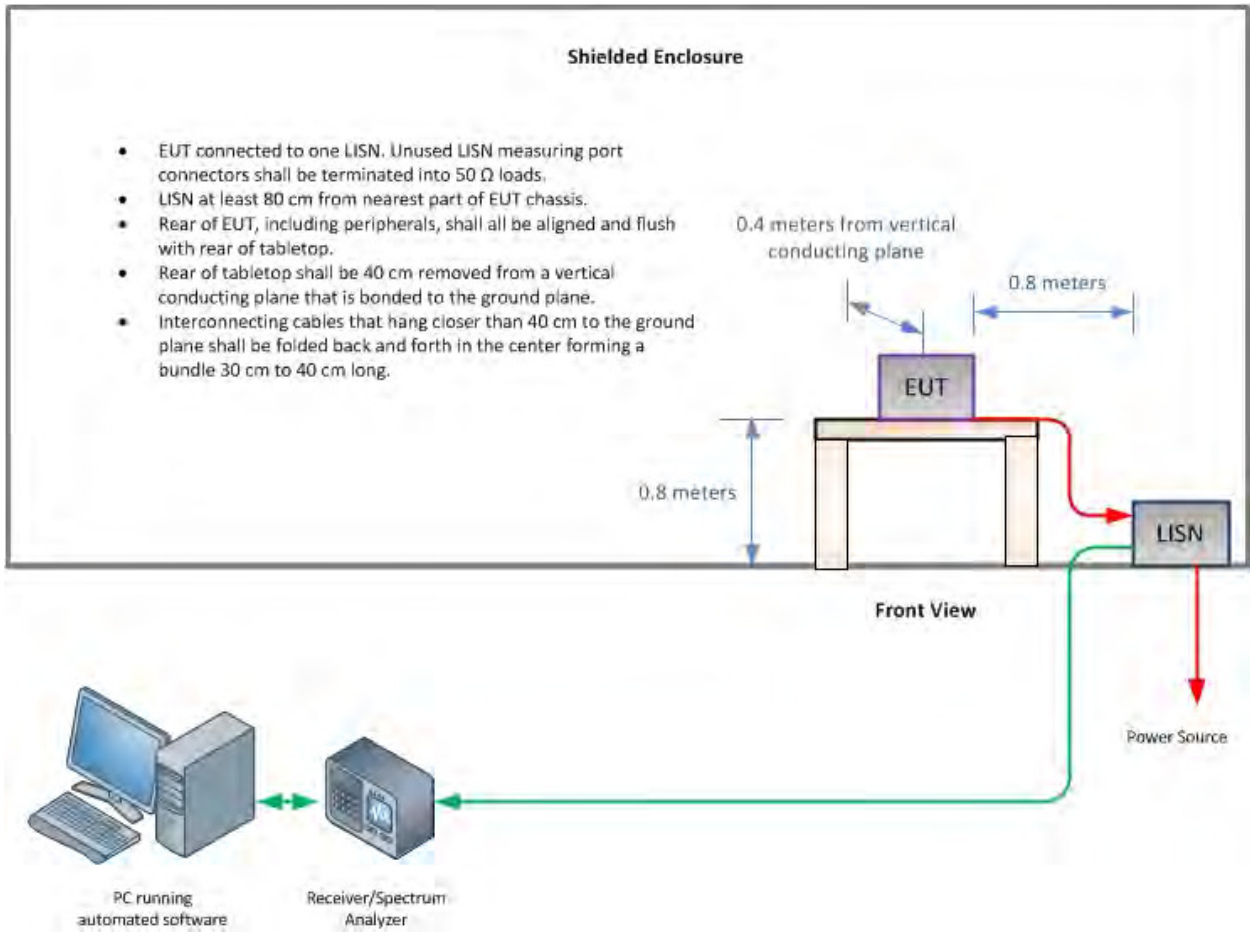 Shielded Enclosure
• EUT connected to one LISN. Unused LISN measuring port
connectors shall be terminated into 50 Ω loads.
• LISN at least 80 cm from nearest part of EUT chassis.
• Rear of EUT, including peripherals, shall all be aligned and flush
with rear of tabletop.
• Rear of tabletop shall be 40 cm removed from a vertical
conducting plane that is bonded to the ground plane.
• Interconnecting cables that hang closer than 40 cm to the ground
plane shall be folded back and forth in the center forming a
bundle 30 cm to 40 cm long.
0.4 meters from vertical
conducting plane
0.8 meters
EUT
0.8 meters
LISN
Front View
Power Source
PC running
automated software
Receiver/Spectrum
Analyzer